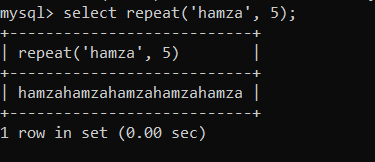 mysql> select repeat('hamza', 5);
+---------------------------+
| repeat('hamza', 5)        |
+---------------------------+
| hamzahamzahamzahamzahamza |
+---------------------------+
1 row in set (0.00 sec)